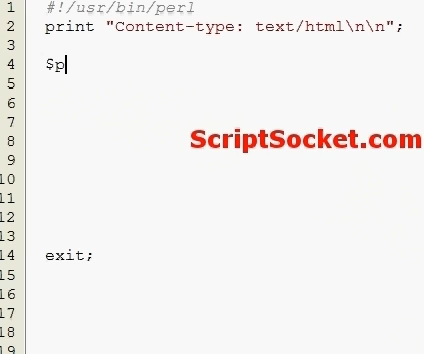 1 #!/usr/bin/perl
2 print "Content-type: text/html\n\n";
3
4 $p
5
6
7
8 ScriptSocket.com
9
10
11
12
13
14 exit;
15
16
17
18
19